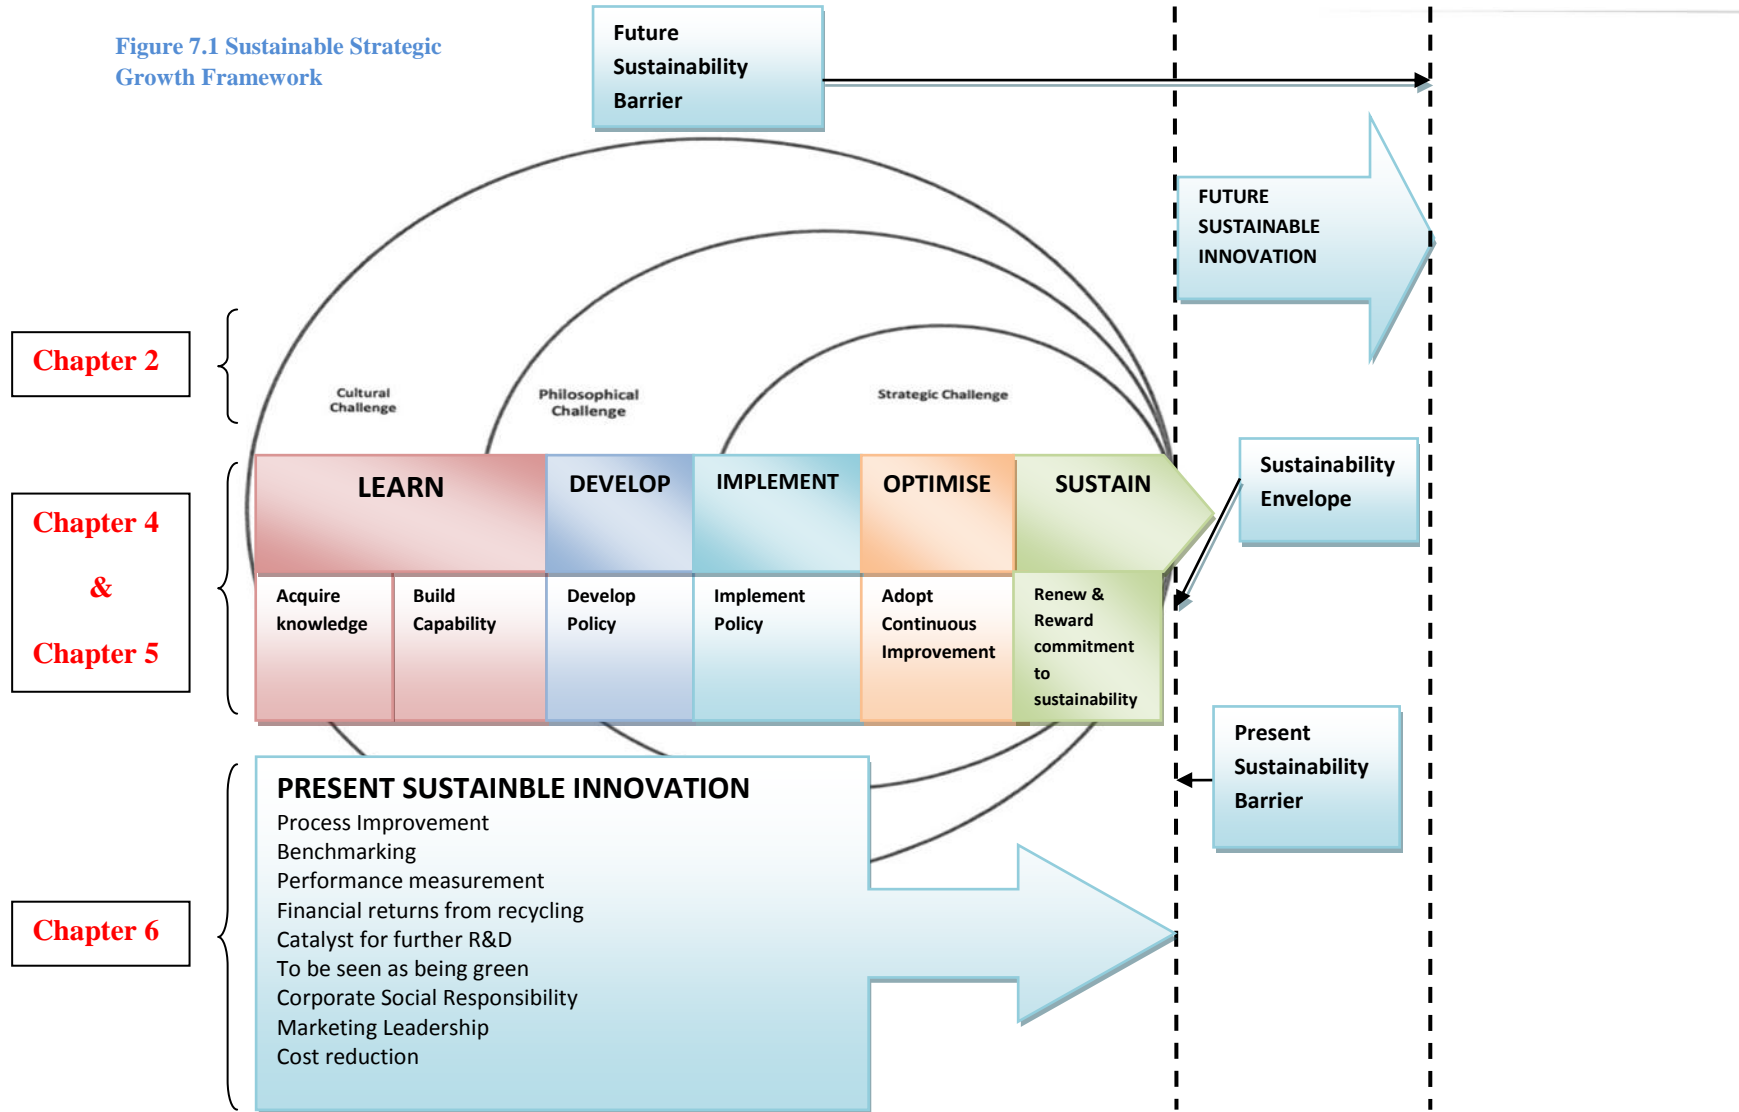 Figure 7.1 Sustainable Strategic
Growth Framework
Future
Sustainability
Barrier
FUTURE
SUSTAINABLE
INNOVATION
Chapter 2
Cultural
Challenge
Philosophical
Challenge
Strategic Challenge
Chapter 4
&
Chapter 5
LEARN
DEVELOP
IMPLEMENT
OPTIMISE
SUSTAIN
Sustainability
Envelope
Acquire
knowledge
Build
Capability
Develop
Policy
Implement
Policy
Adopt
Continuous
Improvement
Renew &
Reward
commitment
to
sustainability
Present
Sustainability
Barrier
Chapter 6
PRESENT SUSTAINBLE INNOVATION
Process Improvement
Benchmarking
Performance measurement
Financial returns from recycling
Catalyst for further R&D
To be seen as being green
Corporate Social Responsibility
Marketing Leadership
Cost reduction